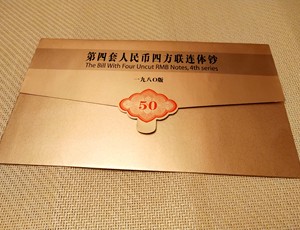 第四套人民币四方联连体钞
The Bill With Four Uncut RMB Notes, 4th series
一九八〇版
50